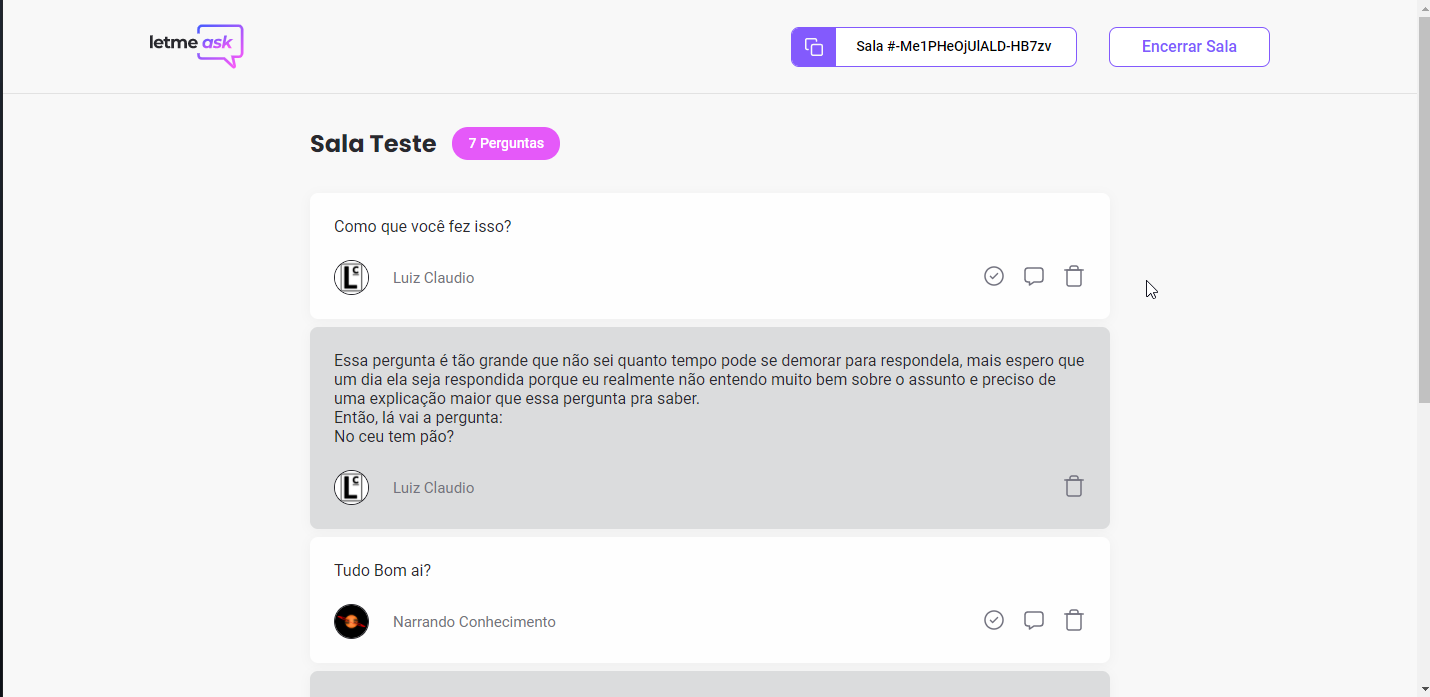 letme ask
Sala #-Me1PHeOjUlALD-HB7zv
Encerrar Sala
Sala Teste
7 Perguntas
Como que você fez isso?
Luiz Claudio
Essa pergunta é tão grande que não sei quanto tempo pode se demorar para respondela, mais espero que
um dia ela seja respondida porque eu realmente não entendo muito bem sobre o assunto e preciso de
uma explicação maior que essa pergunta pra saber.
Então, lá vai a pergunta:
No ceu tem pão?
Luiz Claudio
Tudo Bom ai?
Narrando Conhecimento